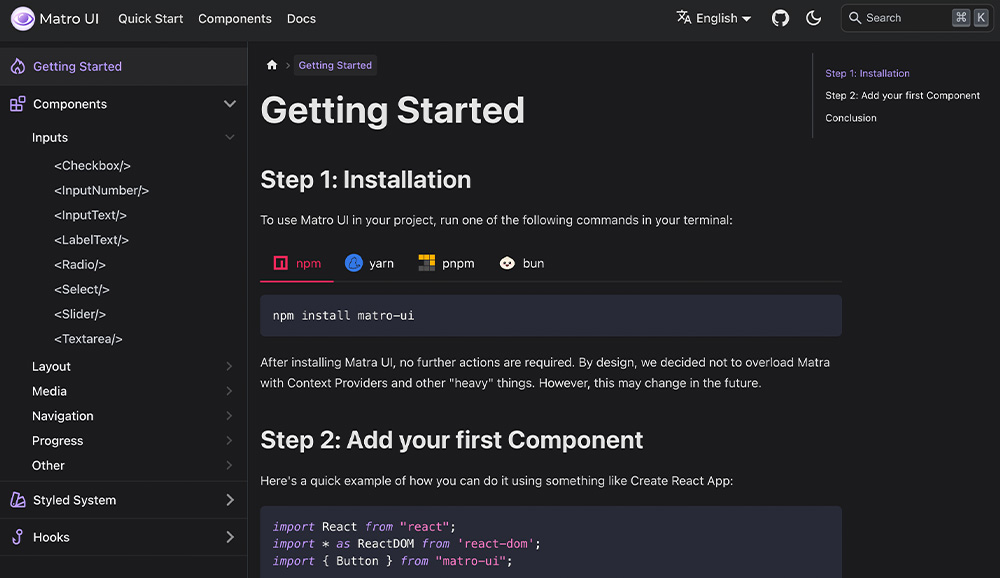 Matro UI
Quick Start
Components
Docs
English
Search
⌘ K
Getting Started
Components
Inputs
<Checkbox/>
<InputNumber/>
<InputText/>
<LabelText/>
<Radio/>
<Select/>
<Slider/>
<Textarea/>
Layout
Media
Navigation
Progress
Other
Styled System
Hooks
Getting Started
Getting Started
Step 1: Installation
To use Matro UI in your project, run one of the following commands in your terminal:
npm
yarn
pnpm
bun
npm install matro-ui
After installing Matra UI, no further actions are required. By design, we decided not to overload Matra
with Context Providers and other "heavy" things. However, this may change in the future.
Step 2: Add your first Component
Here's a quick example of how you can do it using something like Create React App:
import React from "react";
import * as ReactDOM from 'react-dom';
import { Button } from "matro-ui";
Step 1: Installation
Step 2: Add your first Component
Conclusion